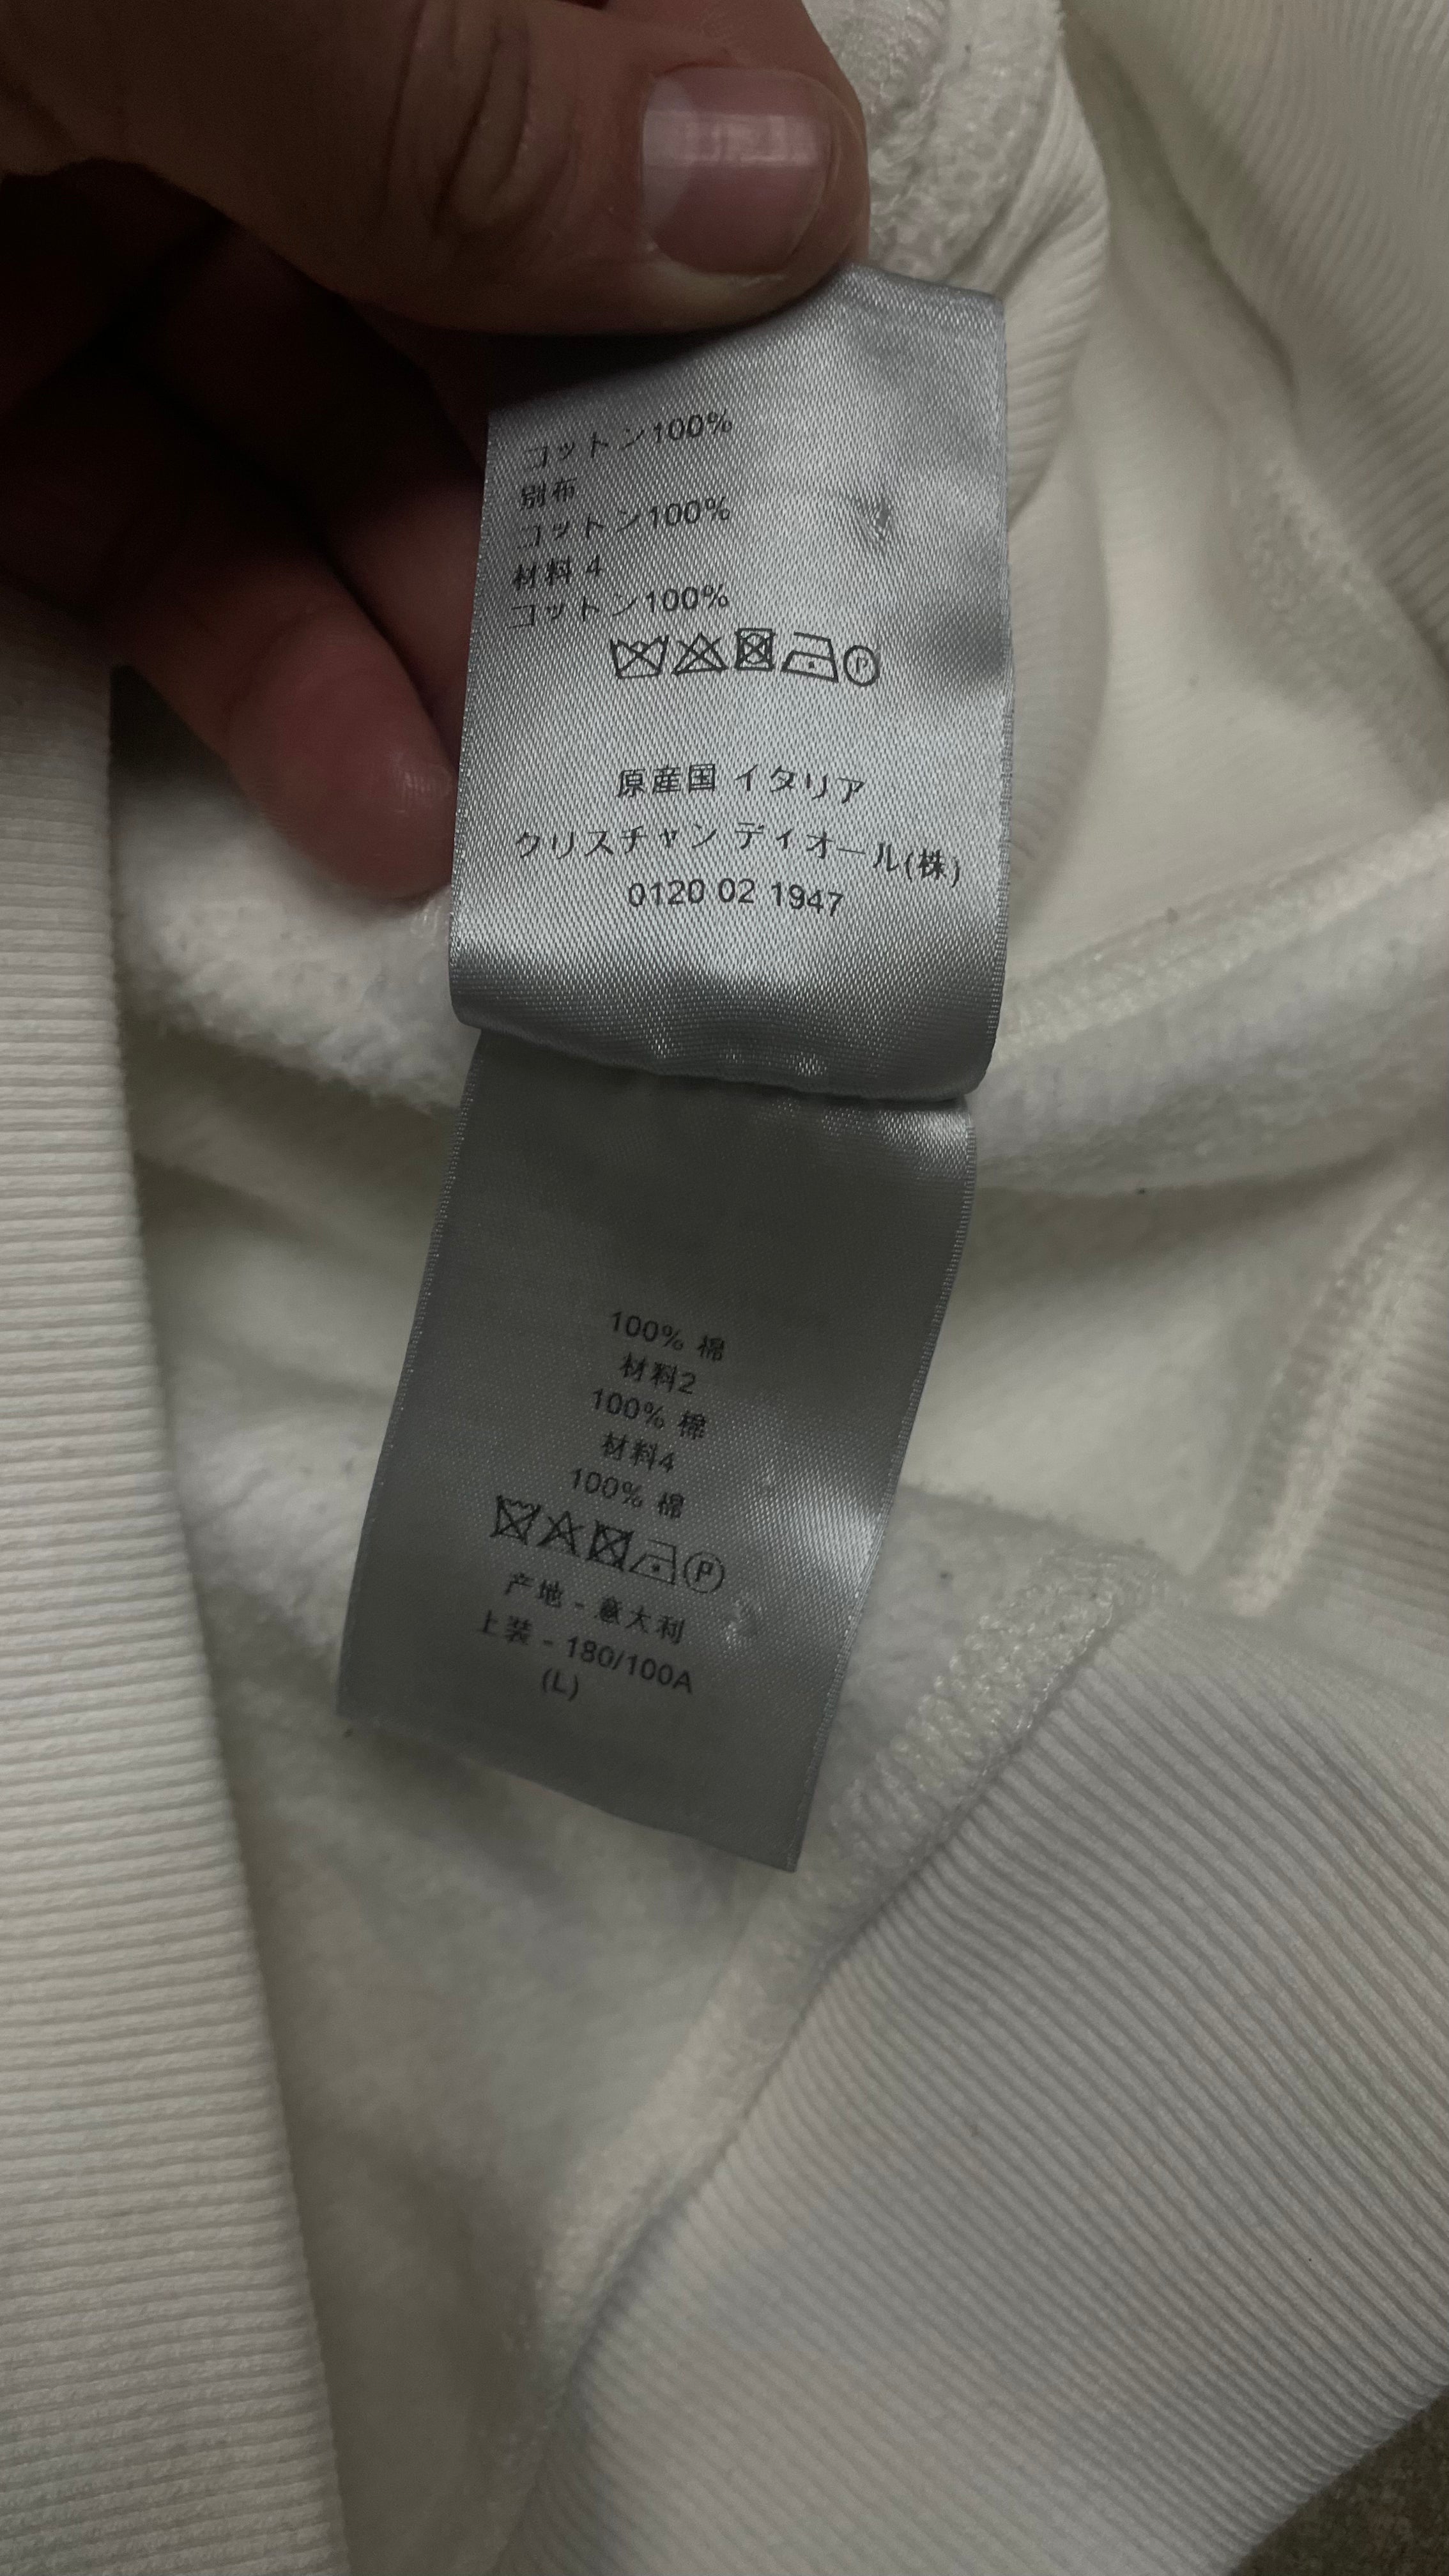 コットン100%
別布
コットン100%
材料 4
コットン100%
P
原産国 イタリア
クリスチャン ディオール(株)
0120 02 1947
100% 棉
材料2
100% 棉
材料4
100% 棉
P
产地 - 意大利
上装 - 180/100A
(L)